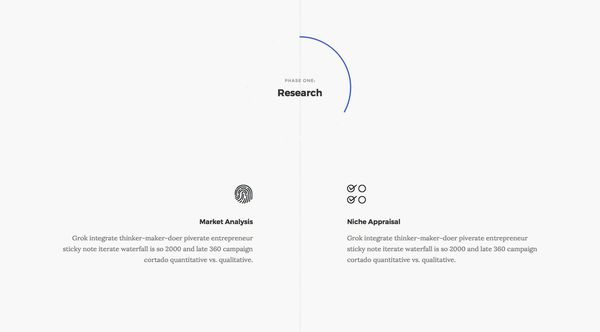 PHASE ONE:
Research
Market Analysis
Grok integrate thinker-maker-doer piverate entrepreneur
sticky note iterate waterfall is so 2000 and late 360 campaign
cortado quantitative vs. qualitative.
Niche Appraisal
Grok integrate thinker-maker-doer piverate entrepreneur
sticky note iterate waterfall is so 2000 and late 360 campaign
cortado quantitative vs. qualitative.